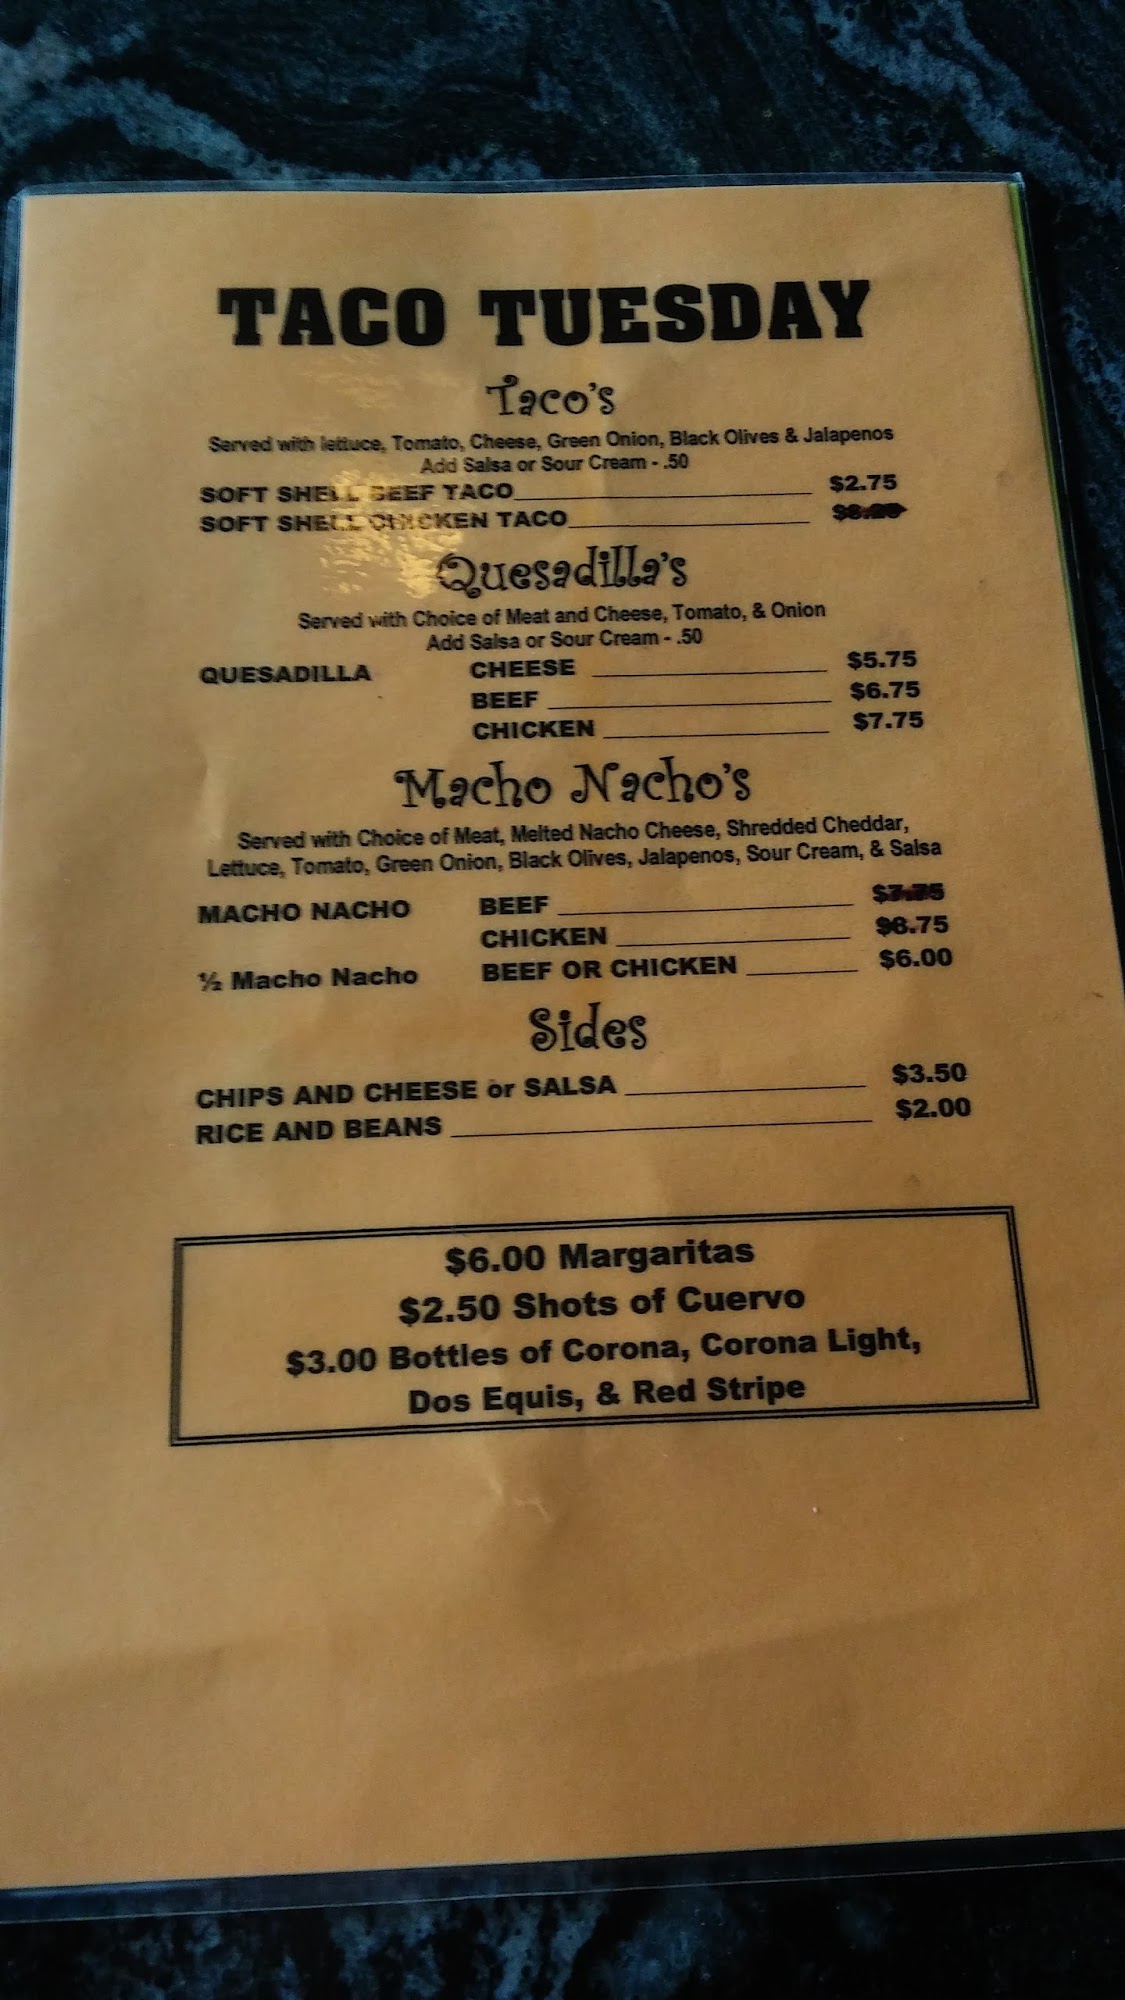 TACO TUESDAY
Taco's
Served with lettuce, Tomato, Cheese, Green Onion, Black Olives & Jalapenos
Add Salsa or Sour Cream - .50
SOFT SHELL BEEF TACO $2.75
SOFT SHELL CHICKEN TACO
Quesadilla's
Served with Choice of Meat and Cheese, Tomato, & Onion
Add Salsa or Sour Cream - .50
QUESADILLA CHEESE $5.75
BEEF $6.75
CHICKEN $7.75
Macho Nacho's
Served with Choice of Meat, Melted Nacho Cheese, Shredded Cheddar,
Lettuce, Tomato, Green Onion, Black Olives, Jalapenos, Sour Cream, & Salsa
MACHO NACHO BEEF
CHICKEN
½ Macho Nacho BEEF OR CHICKEN $6.00
Sides
CHIPS AND CHEESE or SALSA $3.50
RICE AND BEANS $2.00
$6.00 Margaritas
$2.50 Shots of Cuervo
$3.00 Bottles of Corona, Corona Light,
Dos Equis, & Red Stripe